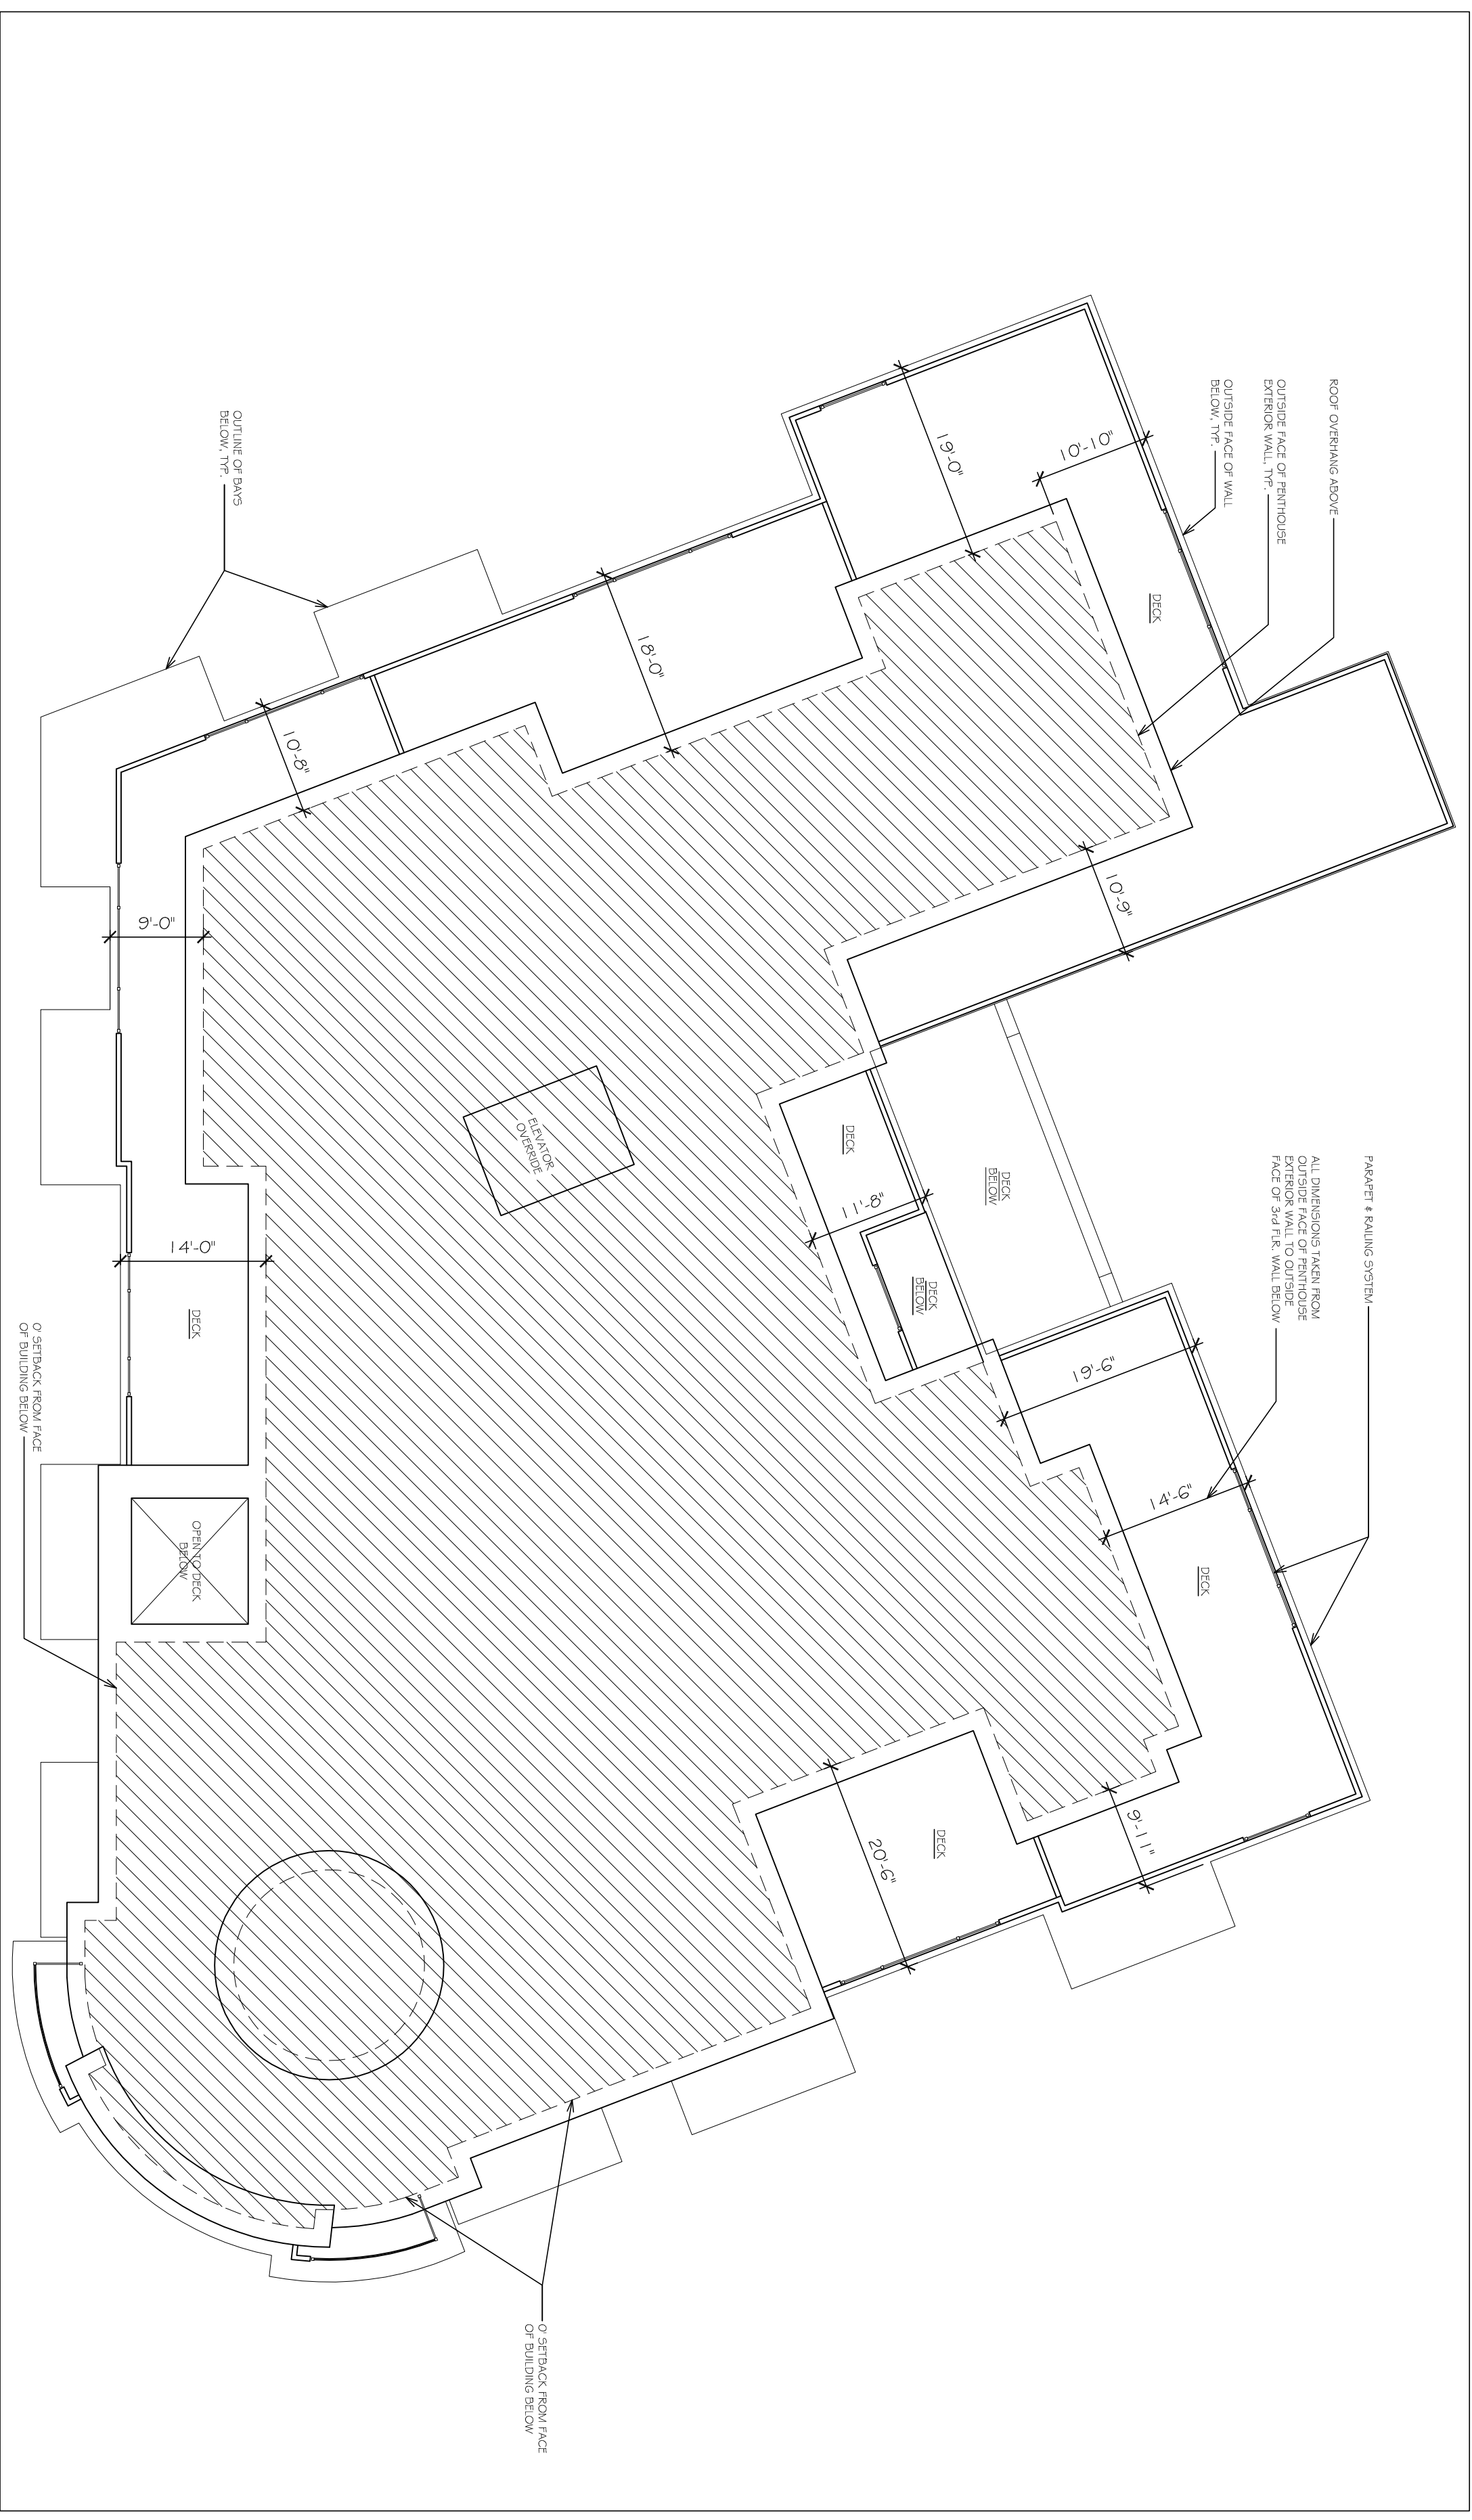 ROOF OVERHANG ABOVE
OUTSIDE FACE OF PENTHOUSE
EXTERIOR WALL, TYP.
OUTSIDE FACE OF WALL
BELOW, TYP.
OUTLINE OF BAYS
BELOW, TYP.
10'-10"
19'-0"
DECK
18'-0"
10'-8"
10'-9"
9'-0"
PARAPET & RAILING SYSTEM
ALL DIMENSIONS TAKEN FROM
OUTSIDE FACE OF PENTHOUSE
EXTERIOR WALL TO OUTSIDE
FACE OF 3rd FLR. WALL BELOW
DECK
BELOW
DECK
11'-8"
DECK
BELOW
ELEVATOR
OVERRIDE
14'-0"
DECK
19'-6"
14'-6"
DECK
0' SETBACK FROM FACE
OF BUILDING BELOW
OPEN TO DECK
BELOW
9'-11"
DECK
20'-6"
0' SETBACK FROM FACE
OF BUILDING BELOW